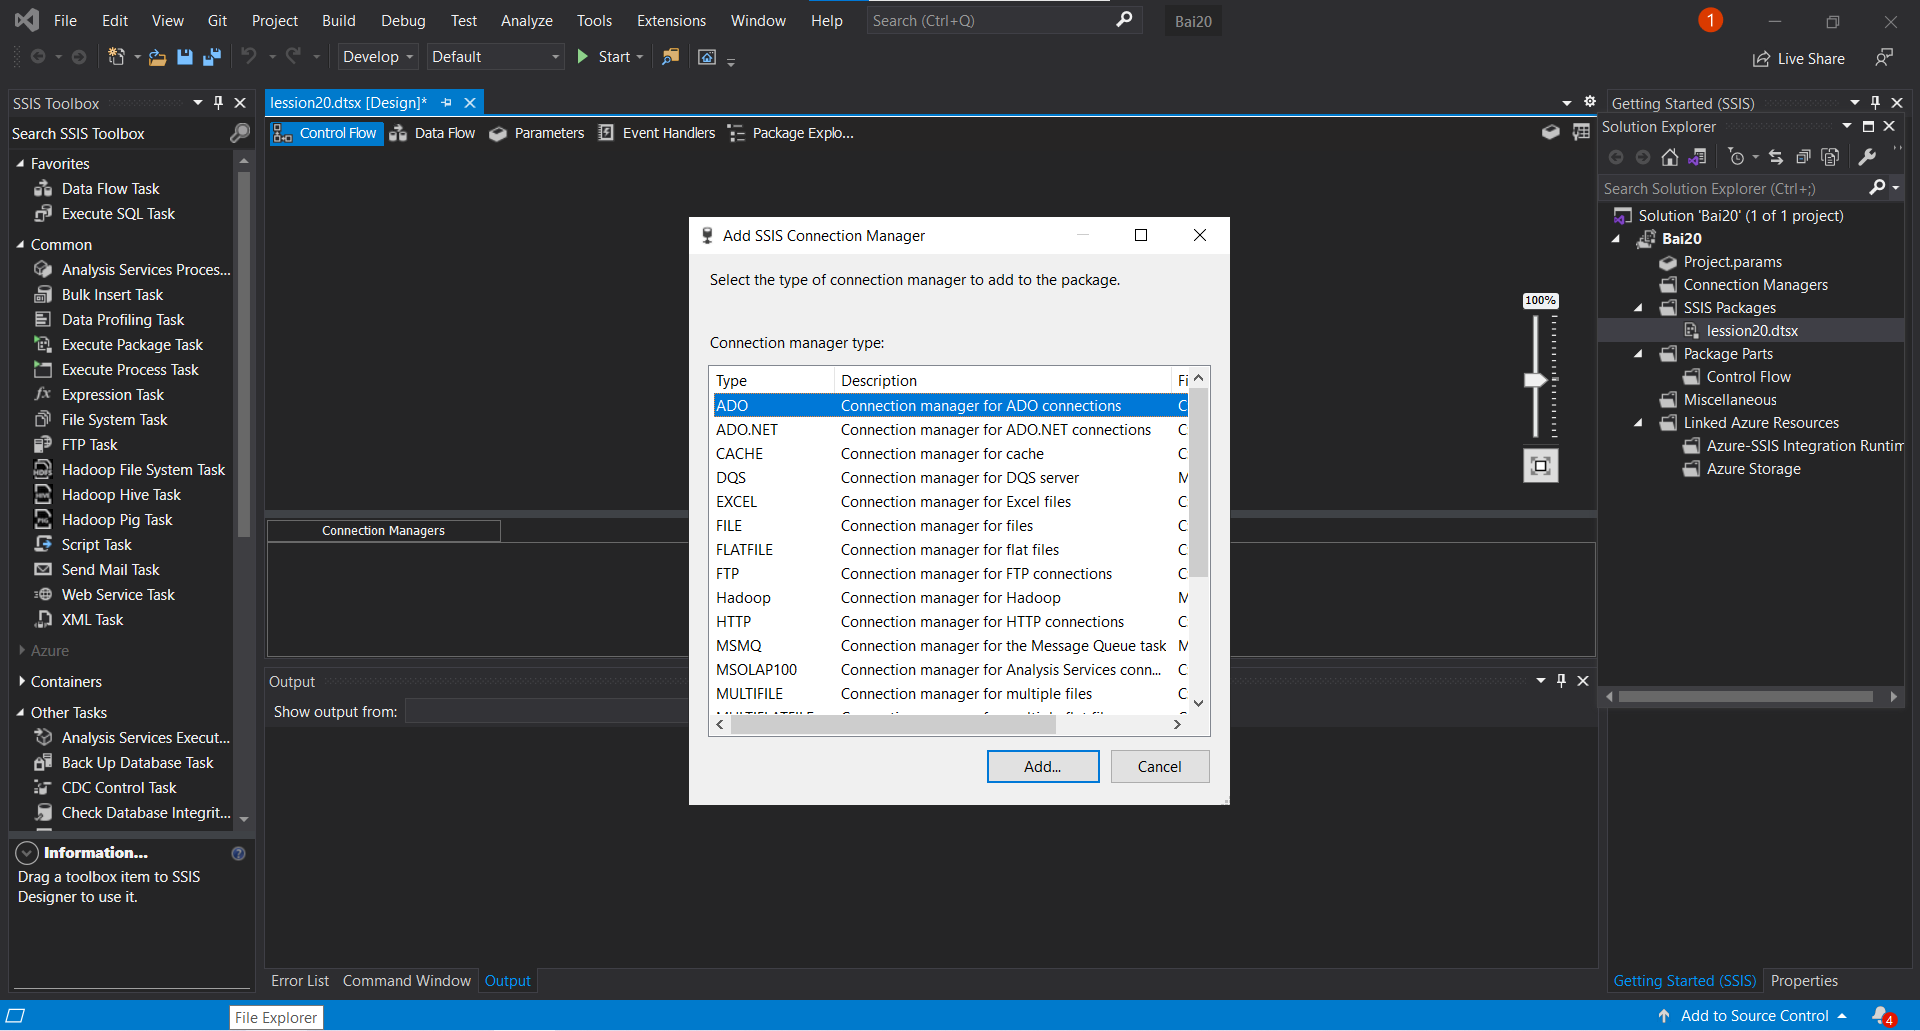 File Edit View Git Project Build Debug Test Analyze Tools Extensions Window Help Search (Ctrl+Q) Bai20 1
Develop Default Start Live Share
SSIS Toolbox
Search SSIS Toolbox
Favorites
Data Flow Task
Execute SQL Task
Common
Analysis Services Proces...
Bulk Insert Task
Data Profiling Task
Execute Package Task
Execute Process Task
Expression Task
File System Task
FTP Task
Hadoop File System Task
Hadoop Hive Task
Hadoop Pig Task
Script Task
Send Mail Task
Web Service Task
XML Task
Azure
Containers
Other Tasks
Analysis Services Execut...
Back Up Database Task
CDC Control Task
Check Database Integrit...
Information...
Drag a toolbox item to SSIS
Designer to use it.
lession20.dtsx [Design]*
Control Flow Data Flow Parameters Event Handlers Package Explo...
100%
Connection Managers
Add SSIS Connection Manager
Select the type of connection manager to add to the package.
Connection manager type:
Type Description Fi
ADO Connection manager for ADO connections C
ADO.NET Connection manager for ADO.NET connections C
CACHE Connection manager for cache C
DQS Connection manager for DQS server M
EXCEL Connection manager for Excel files C
FILE Connection manager for files C
FLATFILE Connection manager for flat files C
FTP Connection manager for FTP connections C
Hadoop Connection manager for Hadoop M
HTTP Connection manager for HTTP connections C
MSMQ Connection manager for the Message Queue task M
MSOLAP100 Connection manager for Analysis Services conn... C
MULTIFILE Connection manager for multiple files C
Add... Cancel
Output
Show output from:
Error List Command Window Output
Getting Started (SSIS)
Solution Explorer
Search Solution Explorer (Ctrl+;)
Solution 'Bai20' (1 of 1 project)
Bai20
Project.params
Connection Managers
SSIS Packages
lession20.dtsx
Package Parts
Control Flow
Miscellaneous
Linked Azure Resources
Azure-SSIS Integration Runtim
Azure Storage
Getting Started (SSIS) Properties
File Explorer
Add to Source Control 4